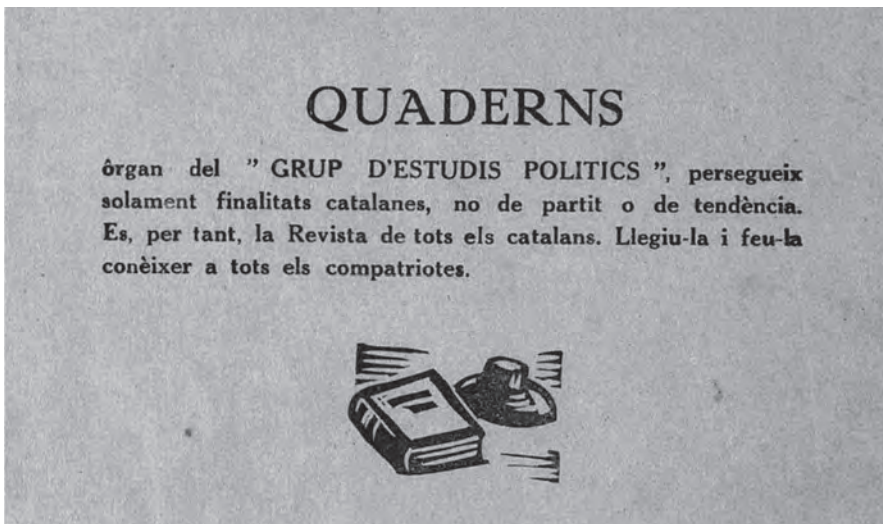 QUADERNS
òrgan del " GRUP D'ESTUDIS POLITICS ", persegueix
solament finalitats catalanes, no de partit o de tendència.
Es, per tant, la Revista de tots els catalans. Llegiu-la i feu-la
conèixer a tots els compatriotes.